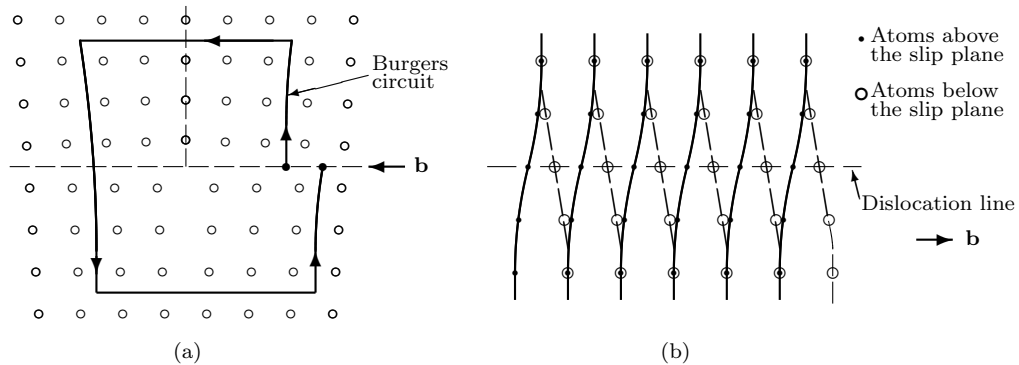 Burgers
circuit
b
(a)
Atoms above
the slip plane
Atoms below
the slip plane
Dislocation line
b
(b)